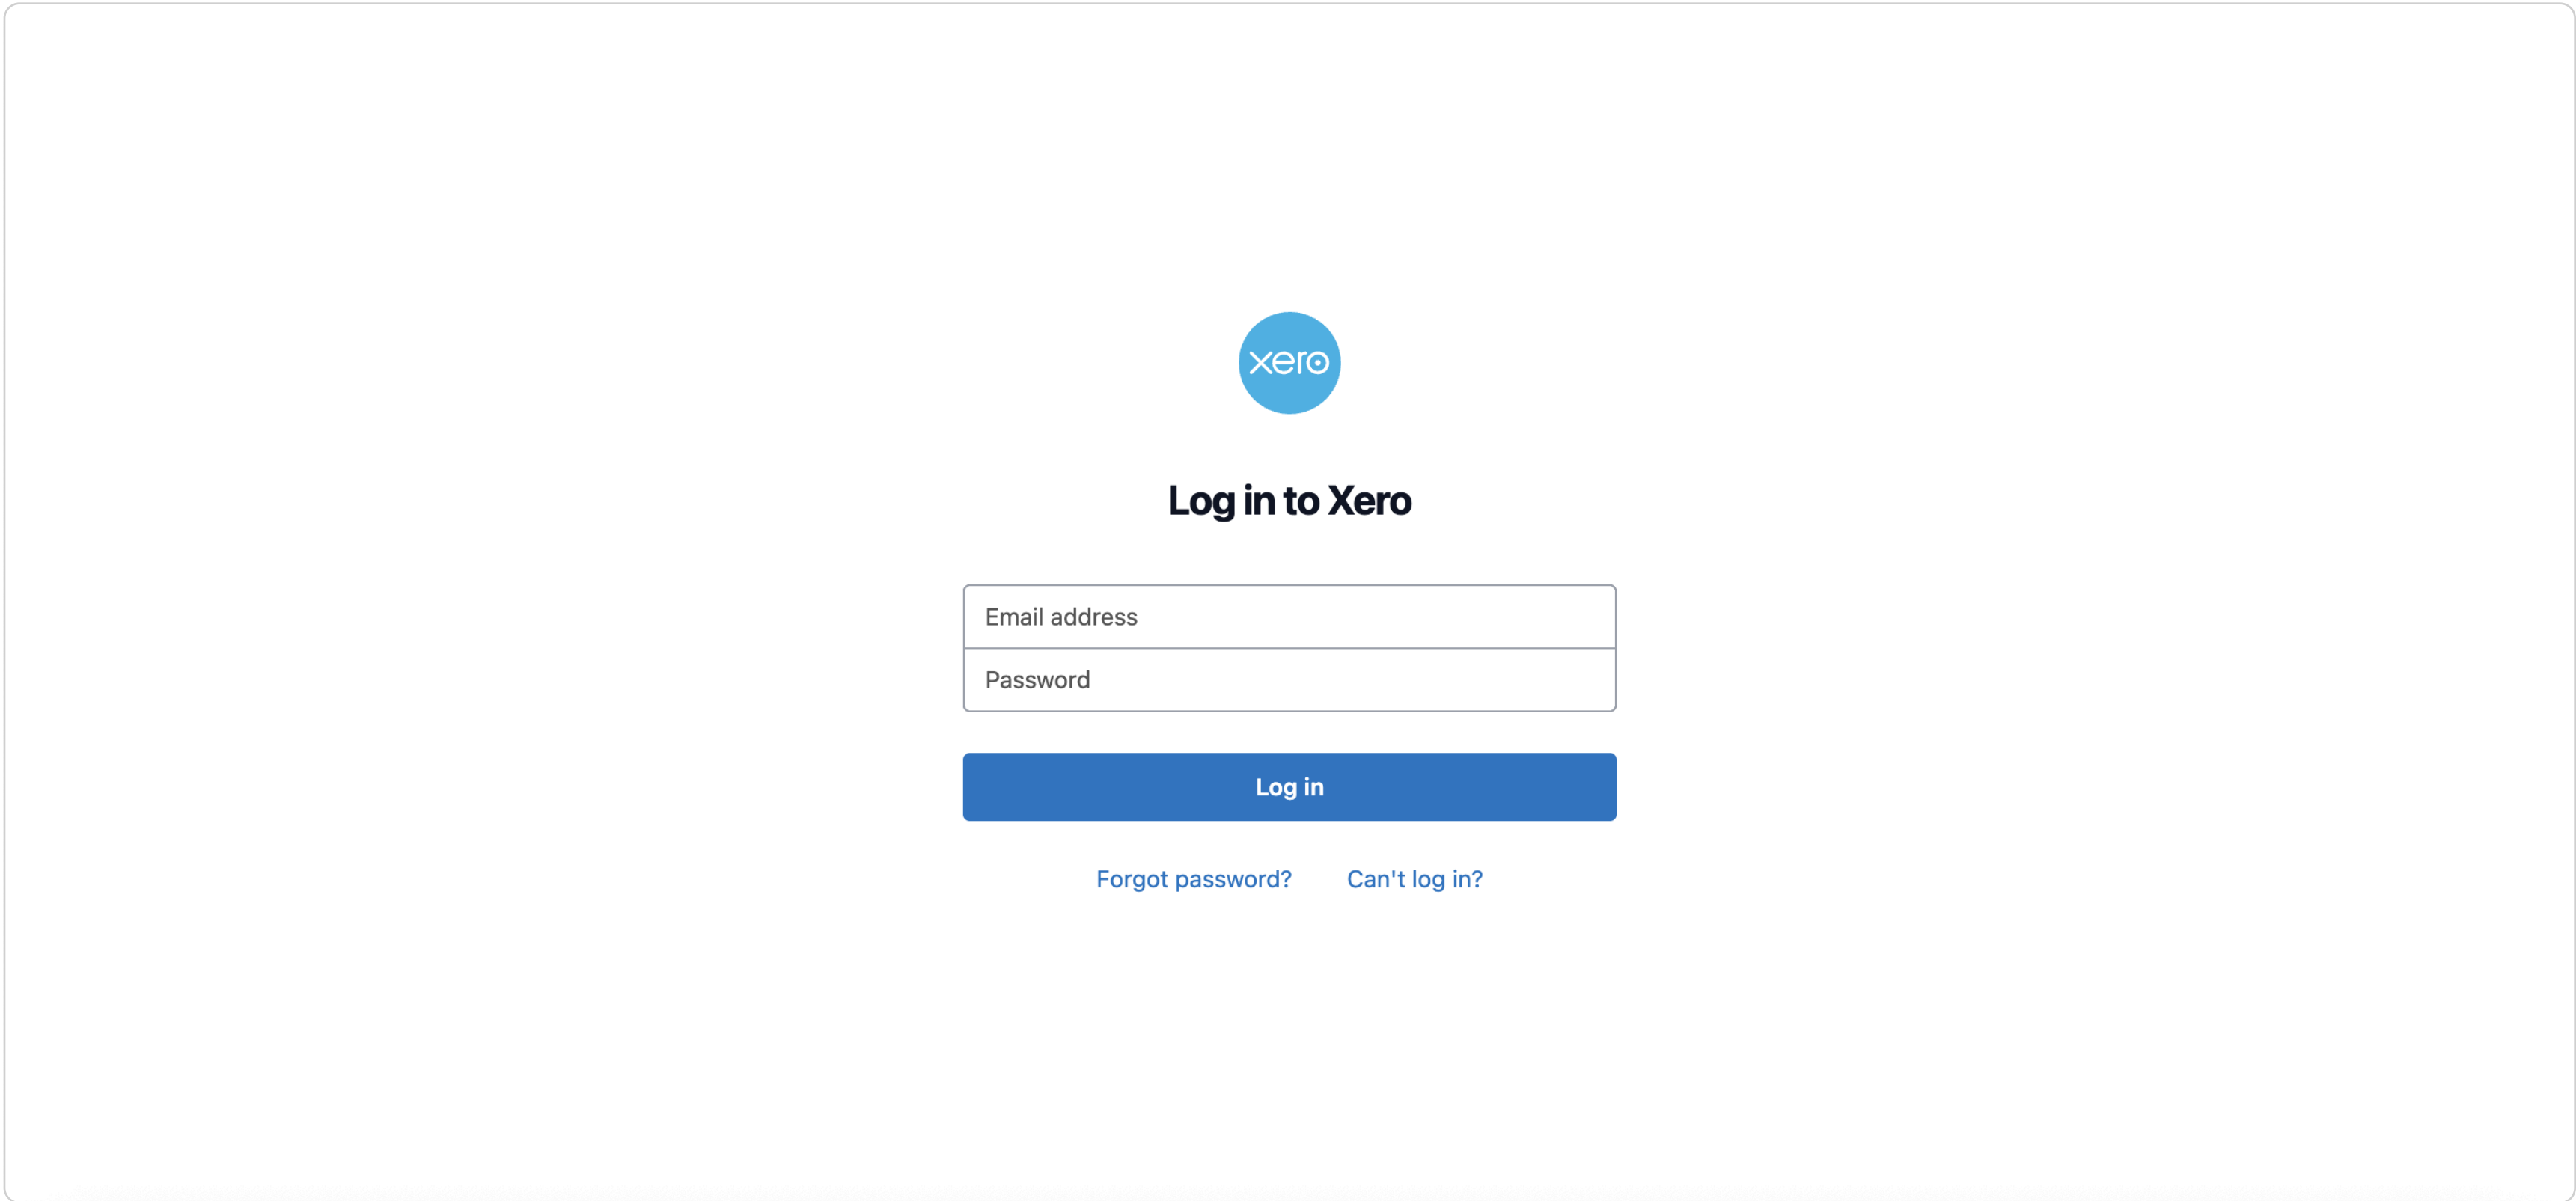 xero
Log in to Xero
Email address
Password
Log in
Forgot password? Can't log in?